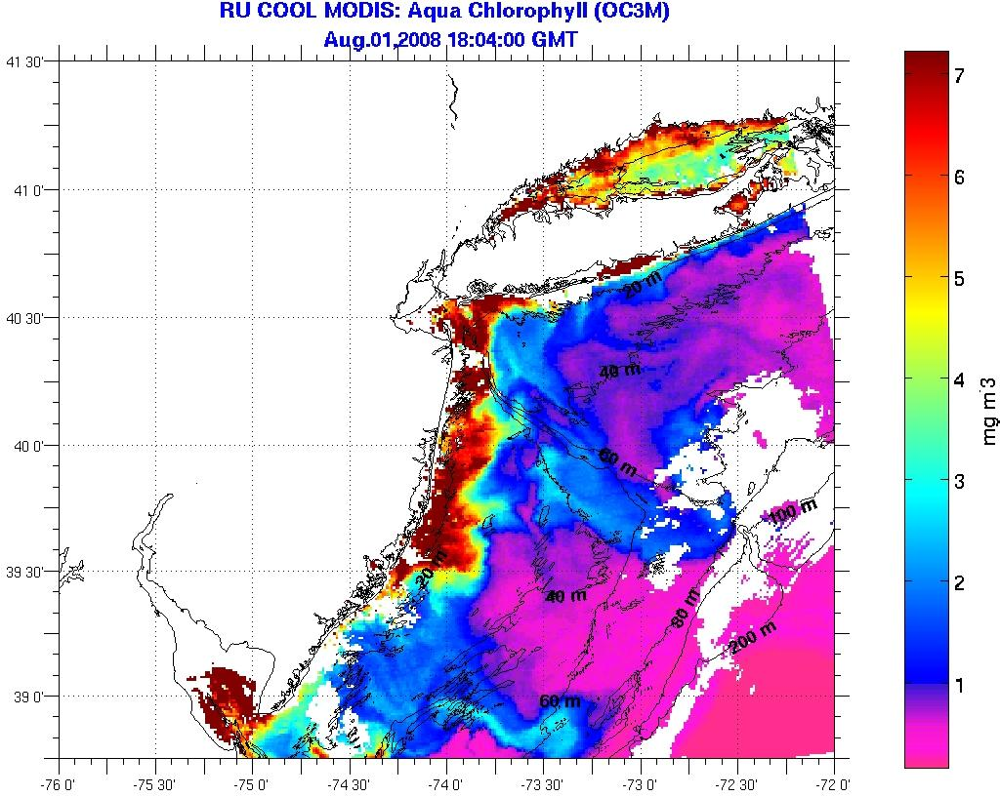 RU COOL MODIS: Aqua Chlorophyll (OC3M)
Aug.01,2008 18:04:00 GMT
41 30'
41 0'
40 30'
40 0'
39 30'
39 0'
-76 0'
-75 30'
-75 0'
-74 30'
-74 0'
-73 30'
-73 0'
-72 30'
-72 0'
20 m
40 m
60 m
100 m
20 m
40 m
80 m
200 m
60 m
7
6
5
4
3
2
1
mg m3